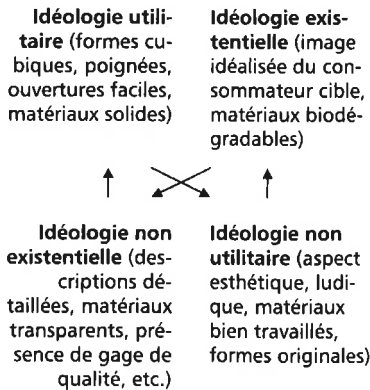 Idéologie utili-
taire (formes cu-
biques, poignées,
ouvertures faciles,
matériaux solides)
Idéologie exis-
tentielle (image
idéalisée du con-
sommateur cible,
matériaux biodé-
gradables)
Idéologie non
existentielle (des-
criptions dé-
taillées, matériaux
transparents, pré-
sence de gage de
qualité, etc.)
Idéologie non
utilitaire (aspect
esthétique, ludi-
que, matériaux
bien travaillés,
formes originales)